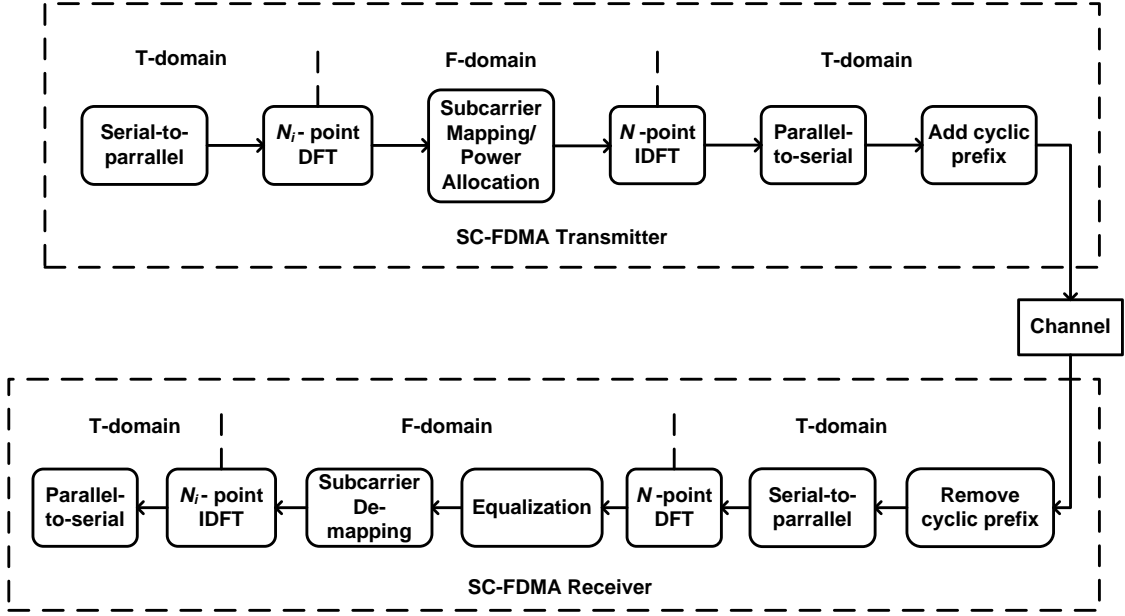 T-domain
F-domain
T-domain
Serial-to-
parrallel
Nᵢ- point
DFT
Subcarrier
Mapping/
Power
Allocation
N -point
IDFT
Parallel-
to-serial
Add cyclic
prefix
SC-FDMA Transmitter
Channel
T-domain
F-domain
T-domain
Parallel-
to-serial
Nᵢ- point
IDFT
Subcarrier
De-
mapping
Equalization
N -point
DFT
Serial-to-
parrallel
Remove
cyclic prefix
SC-FDMA Receiver